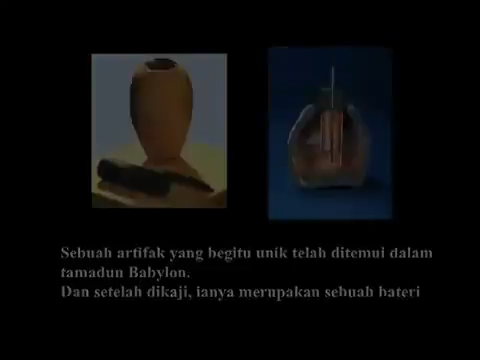 Sebuah artifak yang begitu unik telah ditemui dalam
tamadun Babylon.
Dan setelah dikaji, ianya merupakan sebuah bateri